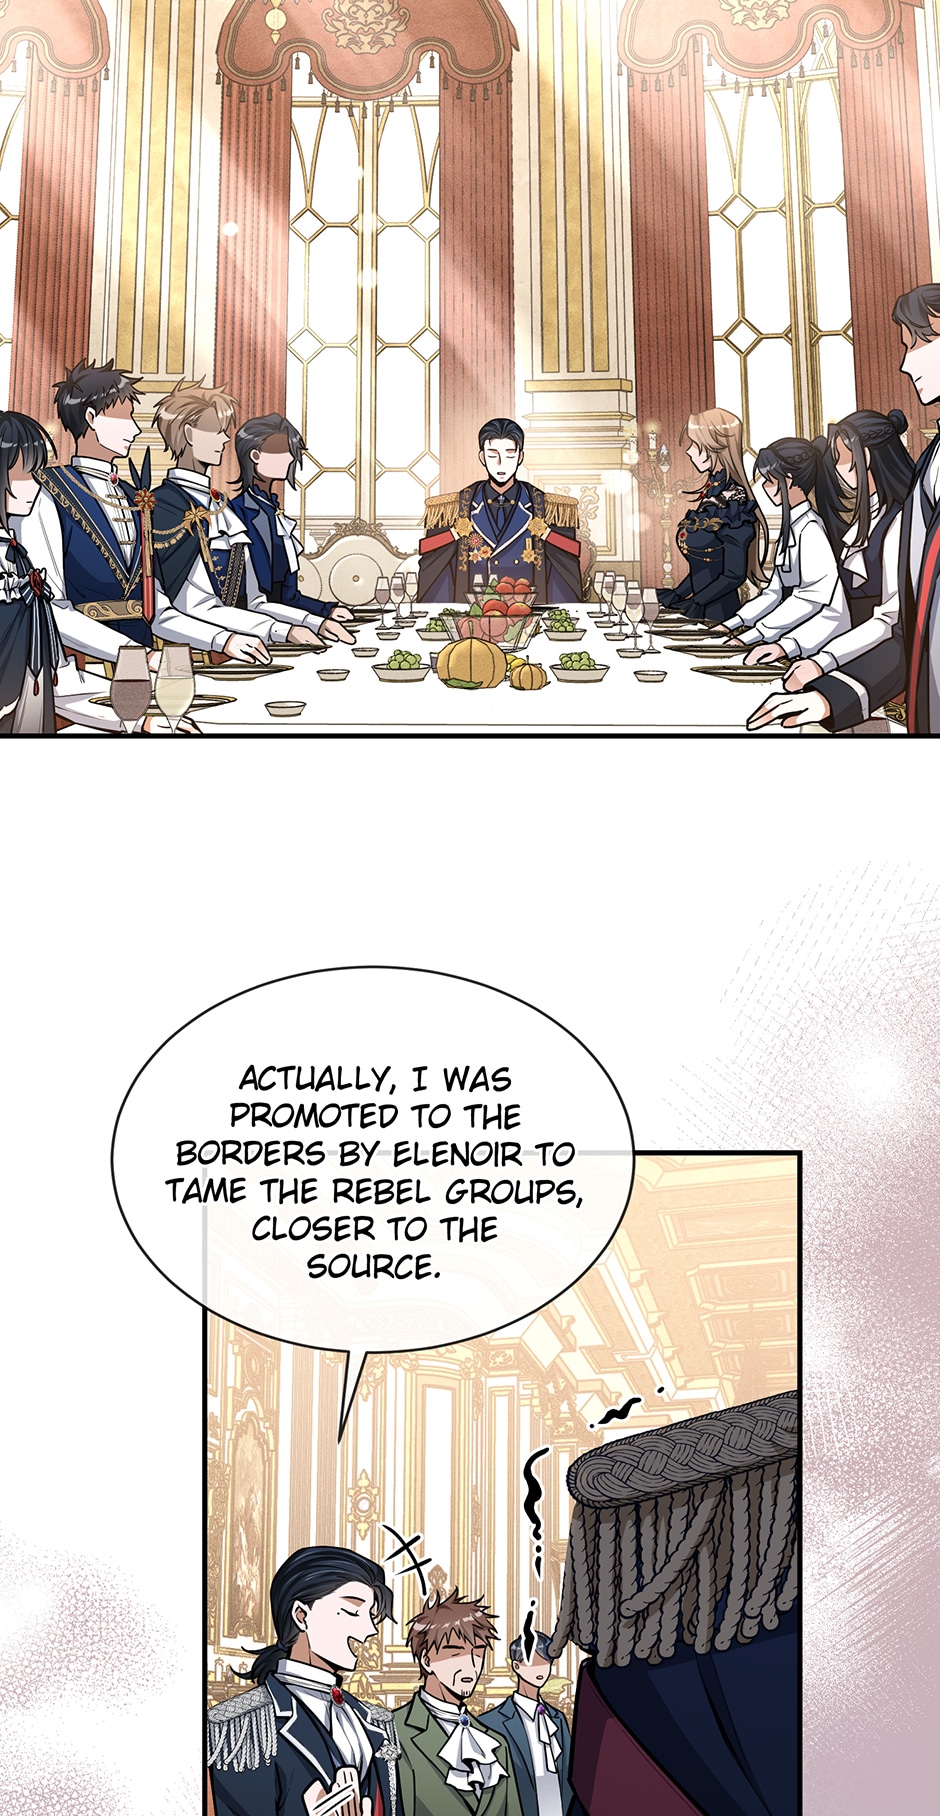 ACTUALLY, I WAS
PROMOTED TO THE
BORDERS BY ELENOIR TO
TAME THE REBEL GROUPS,
CLOSER TO THE
SOURCE.